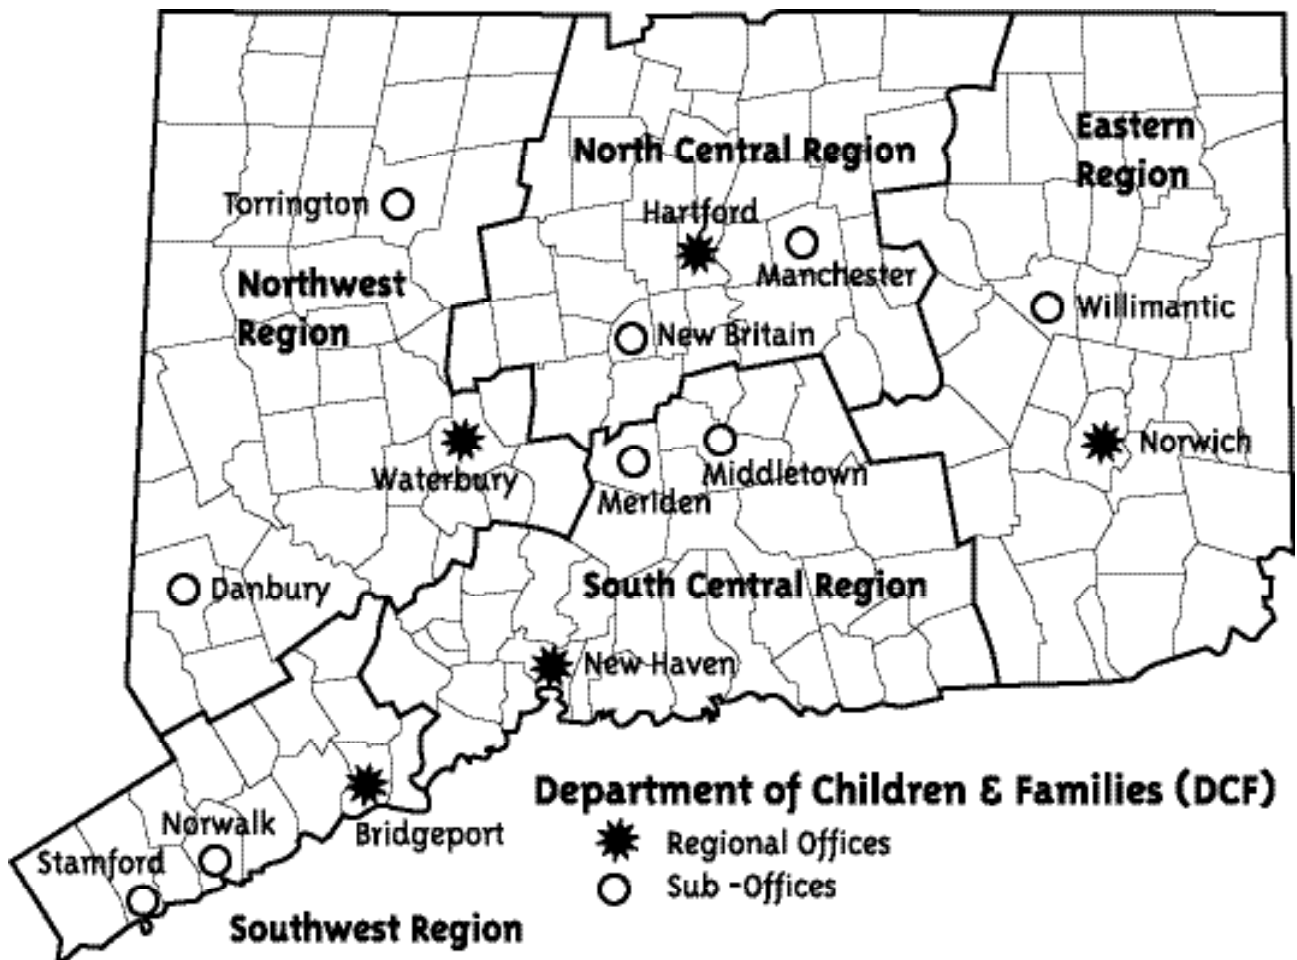 Eastern
Region
North Central Region
Torrington
Hartford
Manchester
Northwest
Region
Willimantic
New Britain
Norwich
Waterbury
Middletown
Meriden
Danbury
South Central Region
New Haven
Department of Children & Families (DCF)
Regional Offices
Sub -Offices
Norwalk
Bridgeport
Stamford
Southwest Region